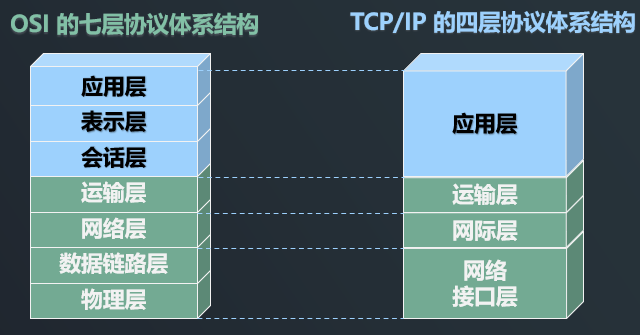 OSI 的七层协议体系结构
TCP/IP 的四层协议体系结构
应用层
表示层
会话层
运输层
网络层
数据链路层
物理层
应用层
运输层
网际层
网络
接口层